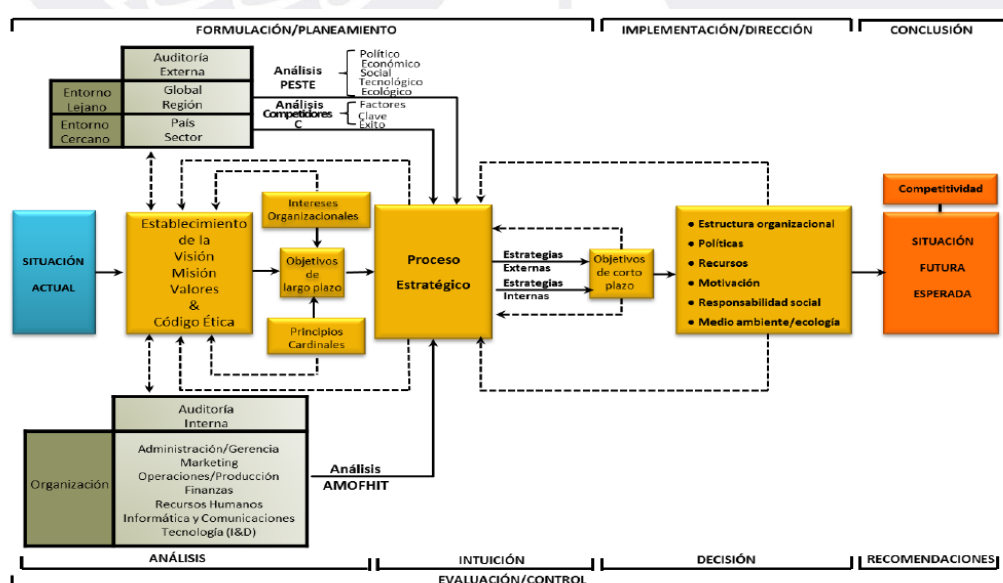 FORMULACIÓN/PLANEAMIENTO
IMPLEMENTACIÓN/DIRECCIÓN
CONCLUSIÓN
Auditoría
Externa
Entorno
Lejano
Global
Región
Entorno
Cercano
País
Sector
Análisis
PESTE
Político
Económico
Social
Tecnológico
Ecológico
Análisis
Competidores
C
Factores
Clave
Éxito
SITUACIÓN
ACTUAL
Establecimiento
de la
Visión
Misión
Valores
&
Código Ética
Intereses
Organizacionales
Objetivos
de
largo plazo
Principios
Cardinales
Proceso
Estratégico
Estrategias
Externas
Estrategias
Internas
Objetivos
de corto
plazo
• Estructura organizacional
• Políticas
• Recursos
• Motivación
• Responsabilidad social
• Medio ambiente/ecología
Competitividad
SITUACIÓN
FUTURA
ESPERADA
Auditoría
Interna
Organización
Administración/Gerencia
Marketing
Operaciones/Producción
Finanzas
Recursos Humanos
Informática y Comunicaciones
Tecnología (I&D)
Análisis
AMOFHIT
ANÁLISIS
INTUICIÓN
DECISIÓN
RECOMENDACIONES
EVALUACIÓN/CONTROL